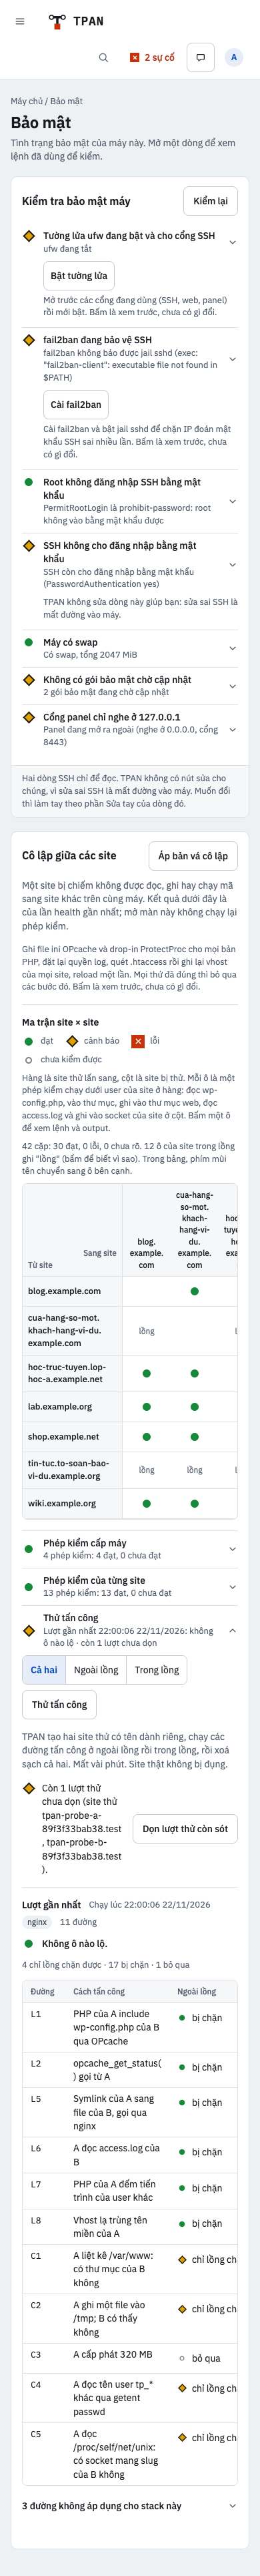 TPAN
2 sự cố
A
Máy chủ / Bảo mật
Bảo mật
Tình trạng bảo mật của máy này. Mở một dòng để xem
lệnh đã dùng để kiểm.
Kiểm tra bảo mật máy
Kiểm lại
Tường lửa ufw đang bật và cho cổng SSH
ufw đang tắt
Bật tường lửa
Mở trước các cổng đang dùng (SSH, web, panel)
rồi mới bật. Bấm là xem trước, chưa có gì đổi.
fail2ban đang bảo vệ SSH
fail2ban không báo được jail sshd (exec:
"fail2ban-client": executable file not found in
$PATH)
Cài fail2ban
Cài fail2ban và bật jail sshd để chặn IP đoán mật
khẩu SSH sai nhiều lần. Bấm là xem trước, chưa
có gì đổi.
Root không đăng nhập SSH bằng mật
khẩu
PermitRootLogin là prohibit-password: root
không vào bằng mật khẩu được
SSH không cho đăng nhập bằng mật
khẩu
SSH còn cho đăng nhập bằng mật khẩu
(PasswordAuthentication yes)
TPAN không sửa dòng này giúp bạn: sửa sai SSH là
mất đường vào máy.
Máy có swap
Có swap, tổng 2047 MiB
Không có gói bảo mật chờ cập nhật
2 gói bảo mật đang chờ cập nhật
Cổng panel chỉ nghe ở 127.0.0.1
Panel đang mở ra ngoài (nghe ở 0.0.0.0, cổng
8443)
Hai dòng SSH chỉ để đọc. TPAN không có nút sửa cho
chúng, vì sửa sai SSH là mất đường vào máy. Muốn đổi
thì làm tay theo phần Sửa tay của dòng đó.
Cô lập giữa các site
Áp bản vá cô lập
Một site bị chiếm không được đọc, ghi hay chạy mã
sang site khác trên cùng máy. Kết quả dưới đây là
của lần health gần nhất; mở màn này không chạy lại
phép kiểm.
Ghi file ini OPcache và drop-in ProtectProc cho mọi bản
PHP, đặt lại quyền log, quét .htaccess rồi ghi lại vhost
của mọi site, reload một lần. Mọi thứ đã đúng thì bỏ qua
các bước đó. Bấm là xem trước, chưa có gì đổi.
Ma trận site × site
đạt
cảnh báo
lỗi
chưa kiểm được
Hàng là site thử lấn sang, cột là site bị thử. Mỗi ô là một
phép kiểm chạy dưới user của site ở hàng: đọc wp-
config.php, vào thư mục, ghi vào thư mục web, đọc
access.log và ghi vào socket của site ở cột. Bấm một ô
để xem lệnh và output.
42 cặp: 30 đạt, 0 lỗi, 0 chưa rõ. 12 ô của site trong lồng
ghi "lồng" (bấm để biết vì sao). Trong bảng, phím mũi
tên chuyển sang ô bên cạnh.
Từ site
Sang site
blog.
example.
com
cua-hang-
so-mot.
khach-
hang-vi-
du.
example.
com
blog.example.com
cua-hang-so-mot.
khach-hang-vi-du.
example.com
lồng
hoc-truc-tuyen.lop-
hoc-a.example.net
lab.example.org
shop.example.net
tin-tuc.to-soan-bao-
vi-du.example.org
lồng
lồng
wiki.example.org
Phép kiểm cấp máy
4 phép kiểm: 4 đạt, 0 chưa đạt
Phép kiểm của từng site
13 phép kiểm: 13 đạt, 0 chưa đạt
Thử tấn công
Lượt gần nhất 22:00:06 22/11/2026: không
ô nào lộ · còn 1 lượt chưa dọn
Cả hai
Ngoài lồng
Trong lồng
Thử tấn công
TPAN tạo hai site thử có tên dành riêng, chạy các
đường tấn công ở ngoài lồng rồi trong lồng, rồi xoá
sạch cả hai. Mất vài phút. Site thật không bị đụng.
Còn 1 lượt thử
chưa dọn (site thử
tpan-probe-a-
89f3f33bab38.test
, tpan-probe-b-
89f3f33bab38.test
).
Dọn lượt thử còn sót
Lượt gần nhất
Chạy lúc 22:00:06 22/11/2026
nginx
11 đường
Không ô nào lộ.
4 chỉ lồng chặn được · 17 bị chặn · 1 bỏ qua
Đường
Cách tấn công
Ngoài lồng
L1
PHP của A include
wp-config.php của B
qua OPcache
bị chặn
L2
opcache_get_status(
) gọi từ A
bị chặn
L5
Symlink của A sang
file của B, gọi qua
nginx
bị chặn
L6
A đọc access.log của
B
bị chặn
L7
PHP của A đếm tiến
trình của user khác
bị chặn
L8
Vhost lạ trùng tên
miền của A
bị chặn
C1
A liệt kê /var/www:
có thư mục của B
không
chỉ lồng
C2
A ghi một file vào
/tmp; B có thấy
không
chỉ lồng
C3
A cấp phát 320 MB
bỏ qua
C4
A đọc tên user tp_*
khác qua getent
passwd
chỉ lồng
C5
A đọc
/proc/self/net/unix:
có socket mang slug
của B không
chỉ lồng
3 đường không áp dụng cho stack này